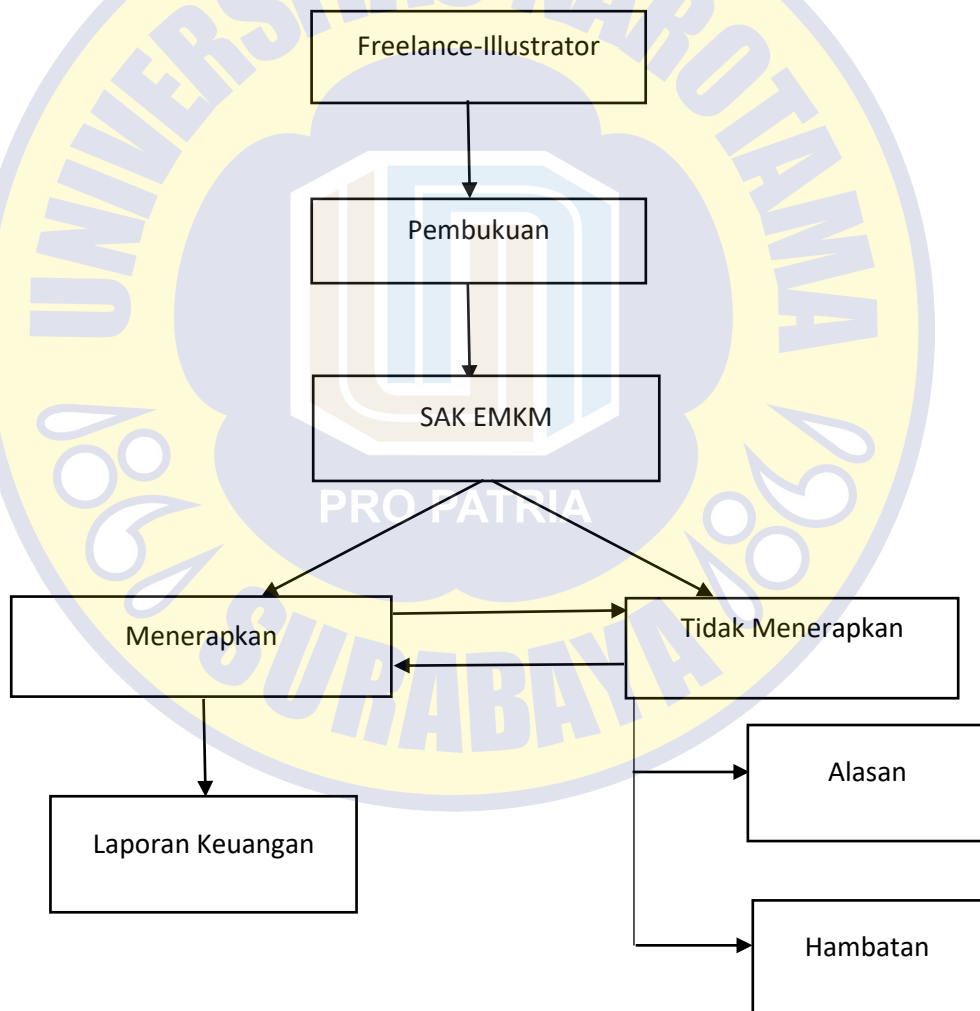 UNIVERSITAS NAROTAMA
Freelance-Illustrator
Pembukuan
SAK EMKM
PRO PATRIA
Menerapkan
Tidak Menerapkan
SURABAYA
Alasan
Laporan Keuangan
Hambatan